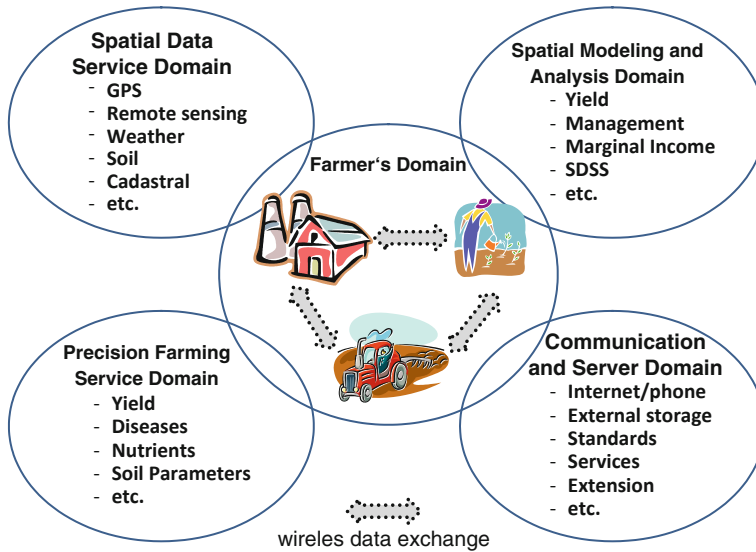 Spatial Data
Service Domain
- GPS
- Remote sensing
- Weather
- Soil
- Cadastral
- etc.
Spatial Modeling and
Analysis Domain
- Yield
- Management
- Marginal Income
- SDSS
- etc.
Farmer‘s Domain
Precision Farming
Service Domain
- Yield
- Diseases
- Nutrients
- Soil Parameters
- etc.
Communication
and Server Domain
- Internet/phone
- External storage
- Standards
- Services
- Extension
- etc.
wireles data exchange